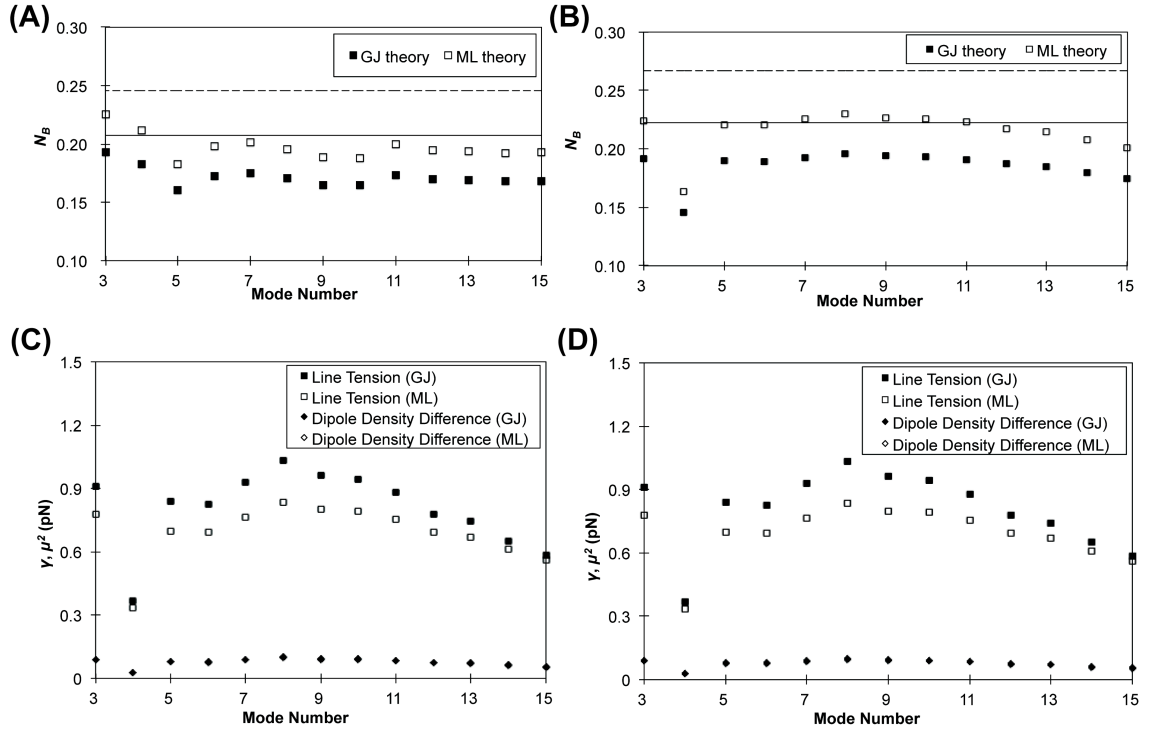 (A)
0.30
0.25
0.20
0.15
0.10
N_B
GJ theory ML theory
3 5 7 9 11 13 15
Mode Number
(B)
0.30
0.25
0.20
0.15
0.10
N_B
GJ theory ML theory
3 5 7 9 11 13 15
Mode Number
(C)
1.5
1.2
0.9
0.6
0.3
0
γ, μ² (pN)
Line Tension (GJ)
Line Tension (ML)
Dipole Density Difference (GJ)
Dipole Density Difference (ML)
3 5 7 9 11 13 15
Mode Number
(D)
1.5
1.2
0.9
0.6
0.3
0
γ, μ² (pN)
Line Tension (GJ)
Line Tension (ML)
Dipole Density Difference (GJ)
Dipole Density Difference (ML)
3 5 7 9 11 13 15
Mode Number